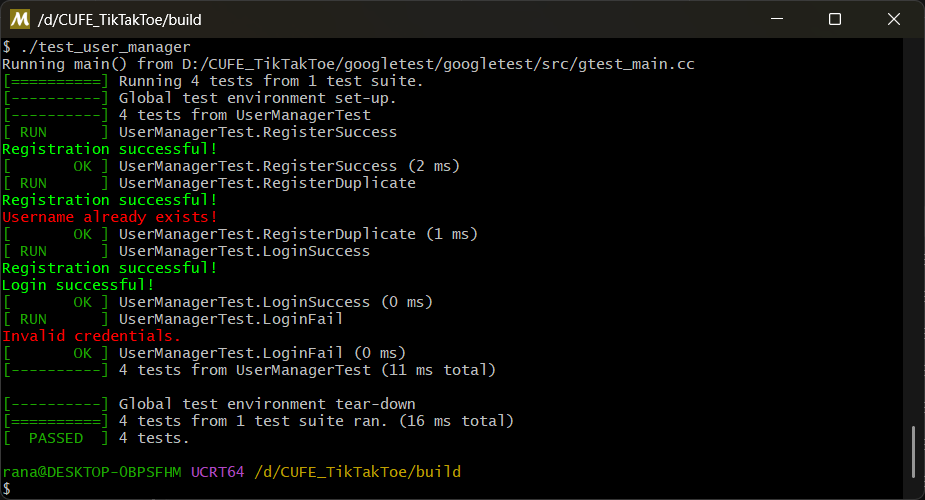 M /d/CUFE_TikTakToe/build
$ ./test_user_manager
Running main() from D:/CUFE_TikTakToe/googletest/googletest/src/gtest_main.cc
[==========] Running 4 tests from 1 test suite.
[----------] Global test environment set-up.
[----------] 4 tests from UserManagerTest
[ RUN      ] UserManagerTest.RegisterSuccess
Registration successful!
[       OK ] UserManagerTest.RegisterSuccess (2 ms)
[ RUN      ] UserManagerTest.RegisterDuplicate
Registration successful!
Username already exists!
[       OK ] UserManagerTest.RegisterDuplicate (1 ms)
[ RUN      ] UserManagerTest.LoginSuccess
Registration successful!
Login successful!
[       OK ] UserManagerTest.LoginSuccess (0 ms)
[ RUN      ] UserManagerTest.LoginFail
Invalid credentials.
[       OK ] UserManagerTest.LoginFail (0 ms)
[----------] 4 tests from UserManagerTest (11 ms total)

[----------] Global test environment tear-down
[==========] 4 tests from 1 test suite ran. (16 ms total)
[  PASSED  ] 4 tests.

rana@DESKTOP-OBPSFHM UCRT64 /d/CUFE_TikTakToe/build
$